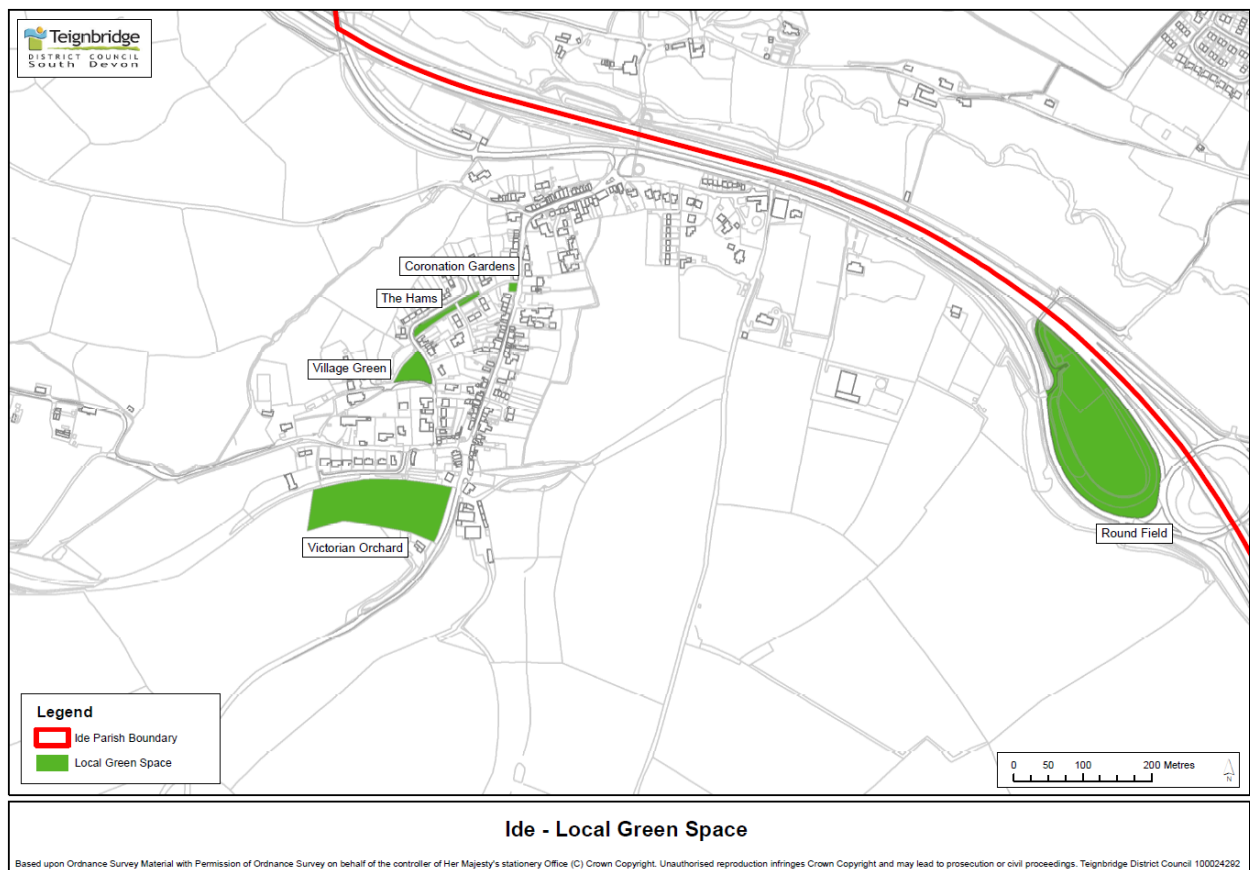 Teignbridge
DISTRICT COUNCIL
South Devon
Coronation Gardens
The Hams
Village Green
Victorian Orchard
Round Field
Legend
Ide Parish Boundary
Local Green Space
0 50 100 200 Metres
N
Ide - Local Green Space
Based upon Ordnance Survey Material with Permission of Ordnance Survey on behalf of the controller of Her Majesty's stationery Office (C) Crown Copyright. Unauthorised reproduction infringes Crown Copyright and may lead to prosecution or civil proceedings. Teignbridge District Council 100024292